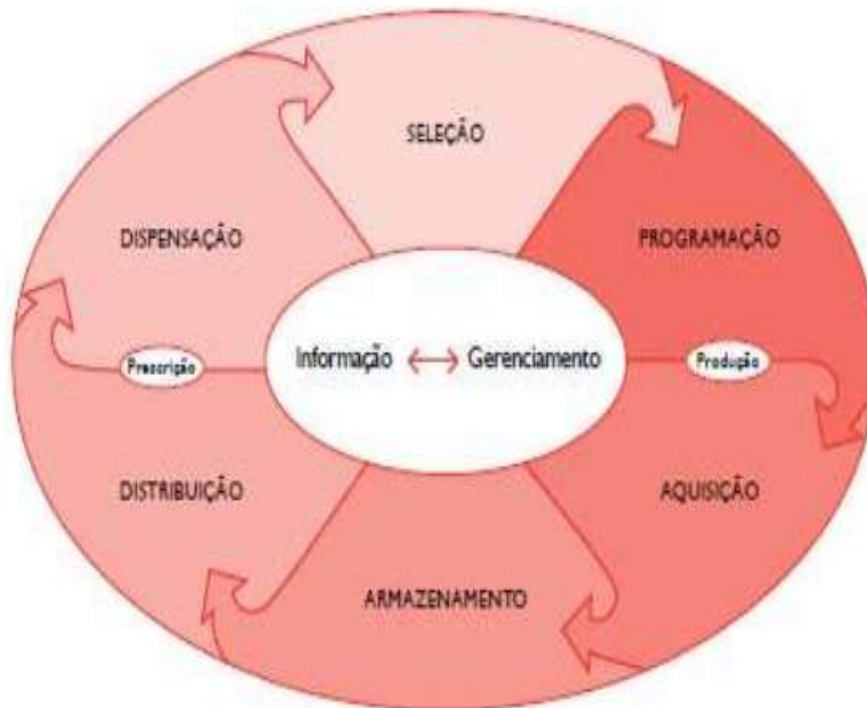 SELEÇÃO
DISPENSAÇÃO
PROGRAMAÇÃO
Prescrição
Informação ↔ Gerenciamento
Produção
DISTRIBUIÇÃO
AQUISIÇÃO
ARMAZENAMENTO